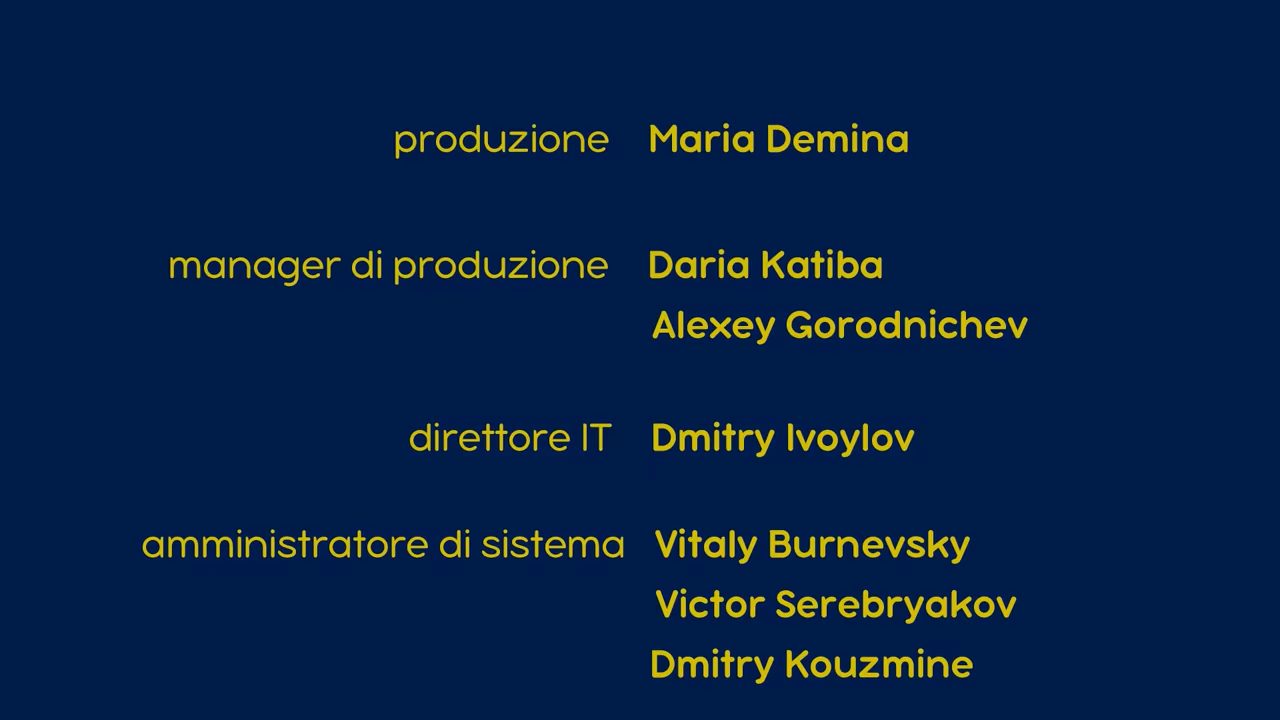 produzione Maria Demina
manager di produzione Daria Katiba
Alexey Gorodnichev
direttore IT Dmitry Ivoylov
amministratore di sistema Vitaly Burnevsky
Victor Serebryakov
Dmitry Kouzmine